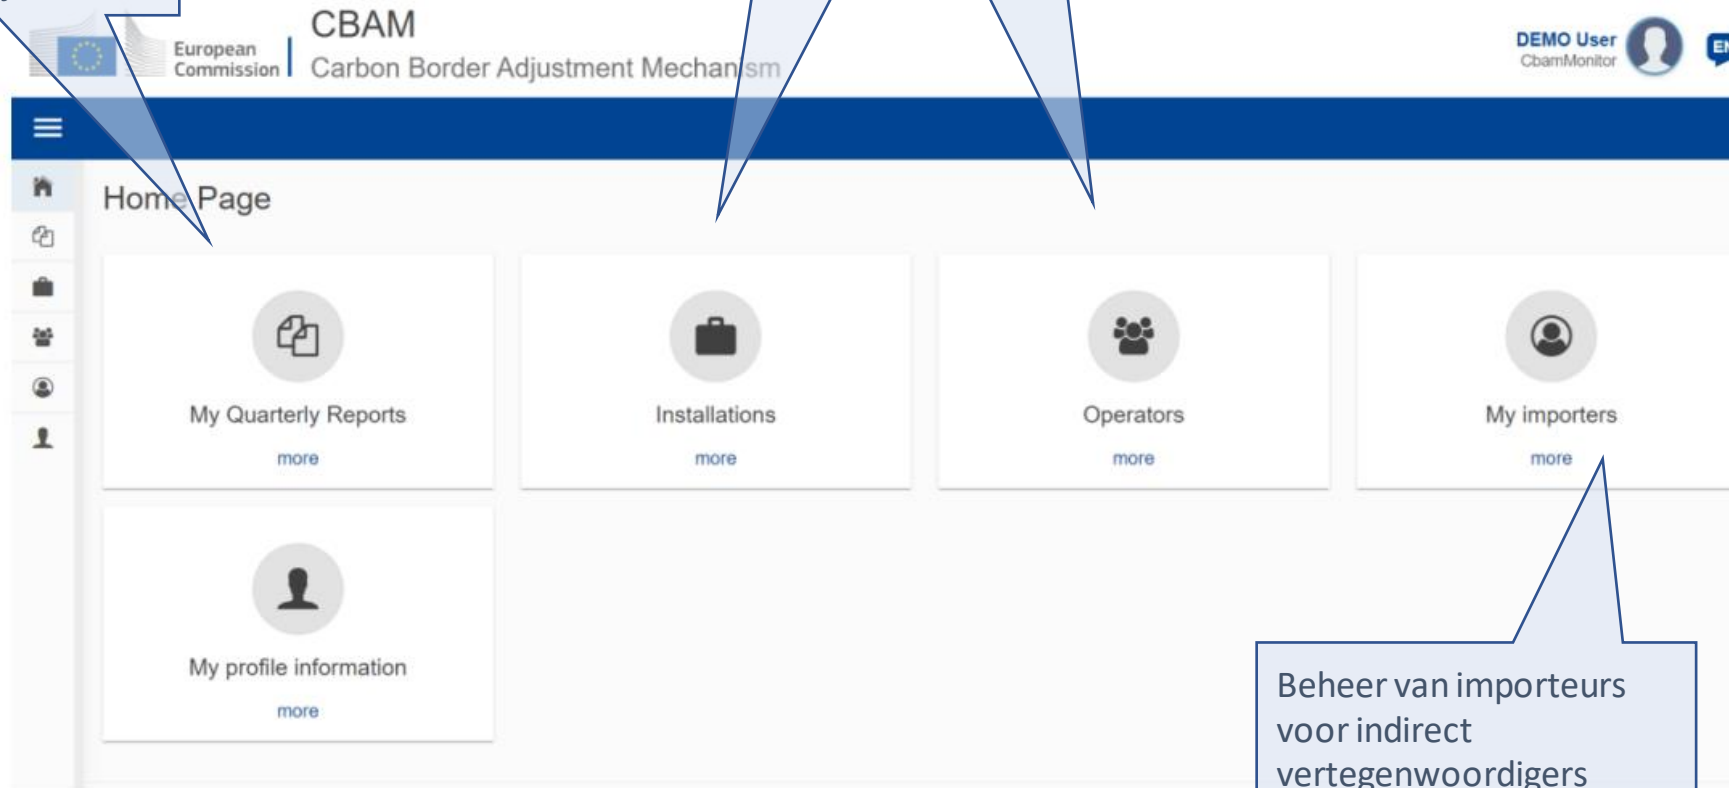 CBAM
European
Commission
Carbon Border Adjustment Mechanism
DEMO User
CbamMonitor
EN
Home Page
My Quarterly Reports
more
Installations
more
Operators
more
My importers
more
My profile information
more
Beheer van importeurs
voor indirect
vertegenwoordigers